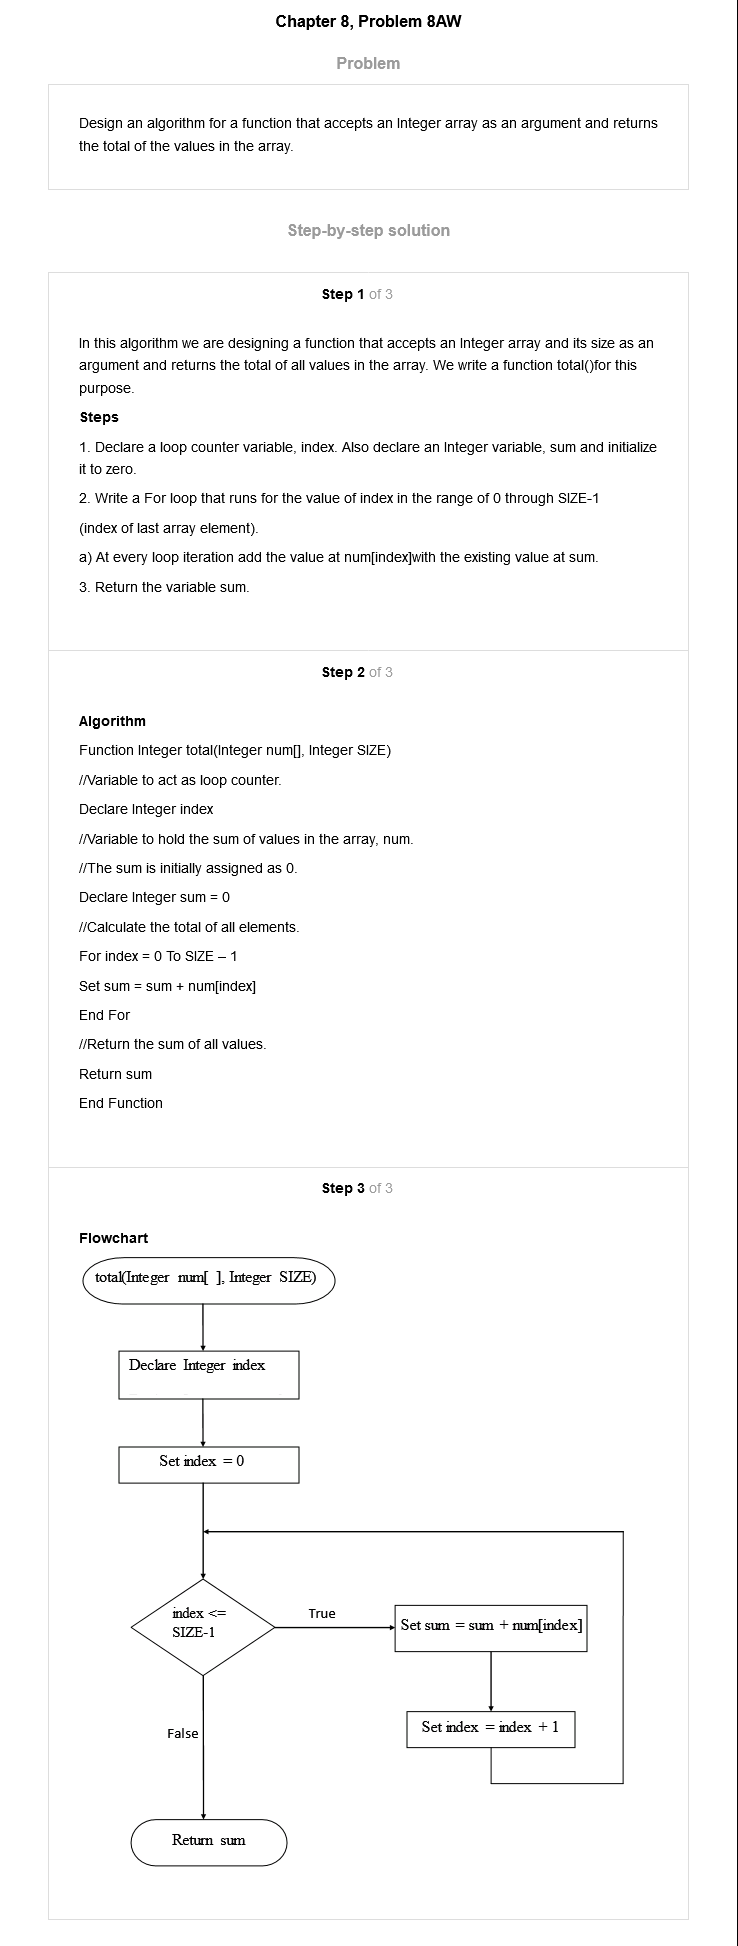 Chapter 8, Problem 8AW
Problem
Design an algorithm for a function that accepts an Integer array as an argument and returns
the total of the values in the array.
Step-by-step solution
Step 1 of 3
In this algorithm we are designing a function that accepts an Integer array and its size as an
argument and returns the total of all values in the array. We write a function total()for this
purpose.
Steps
1. Declare a loop counter variable, index. Also declare an Integer variable, sum and initialize
it to zero.
2. Write a For loop that runs for the value of index in the range of 0 through SIZE-1
(index of last array element).
a) At every loop iteration add the value at num[index]with the existing value at sum.
3. Return the variable sum.
Step 2 of 3
Algorithm
Function Integer total(Integer num[], Integer SIZE)
//Variable to act as loop counter.
Declare Integer index
//Variable to hold the sum of values in the array, num.
//The sum is initially assigned as 0.
Declare Integer sum = 0
//Calculate the total of all elements.
For index = 0 To SIZE – 1
Set sum = sum + num[index]
End For
//Return the sum of all values.
Return sum
End Function
Step 3 of 3
Flowchart
total(Integer num[ ], Integer SIZE)
Declare Integer index
Set index = 0
index <=
SIZE-1
True
Set sum = sum + num[index]
Set index = index + 1
False
Return sum